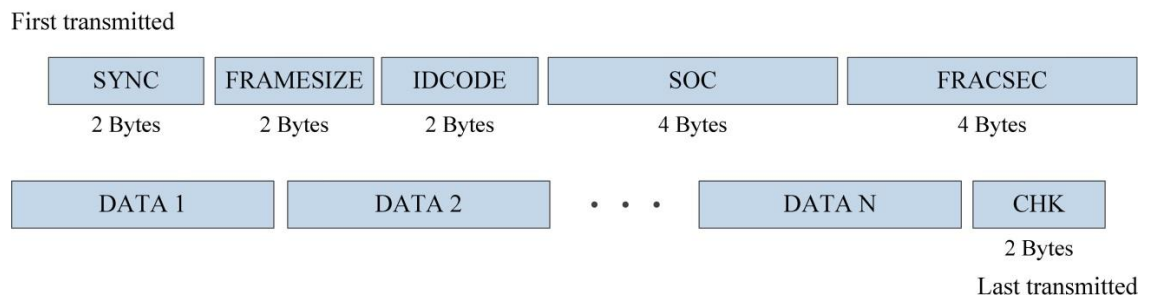 First transmitted
SYNC FRAMESIZE IDCODE SOC FRACSEC
2 Bytes 2 Bytes 2 Bytes 4 Bytes 4 Bytes
DATA 1 DATA 2 • • • DATA N CHK
2 Bytes
Last transmitted